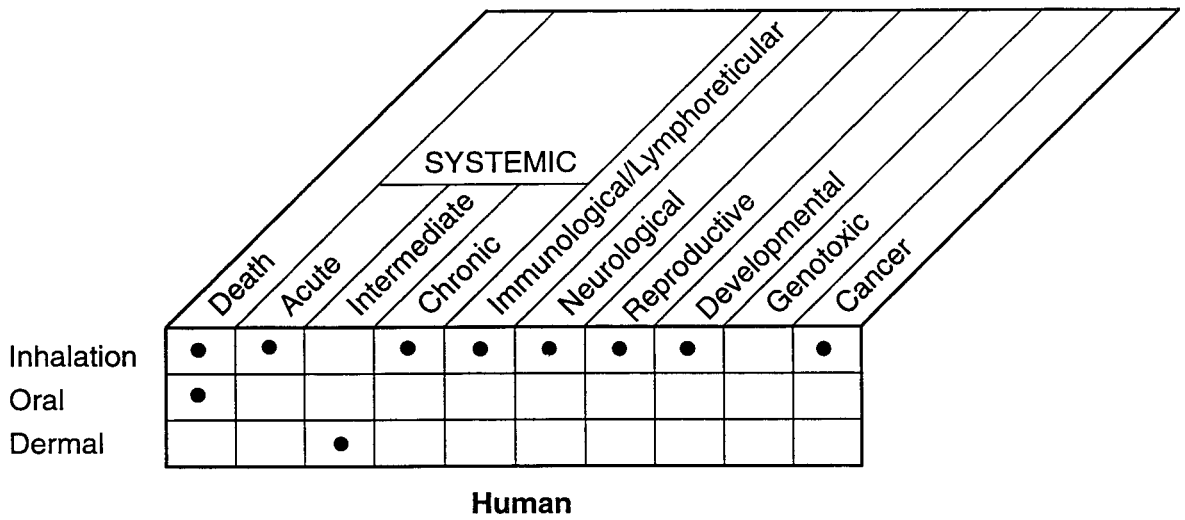 SYSTEMIC
Death
Acute
Intermediate
Chronic
Immunological/Lymphoreticular
Neurological
Reproductive
Developmental
Genotoxic
Cancer
Inhalation
Oral
Dermal
Human